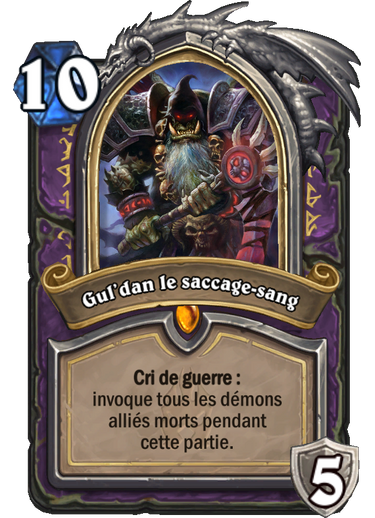 10
Gul'dan le saccage-sang
Cri de guerre :
invoque tous les démons
alliés morts pendant
cette partie.
5